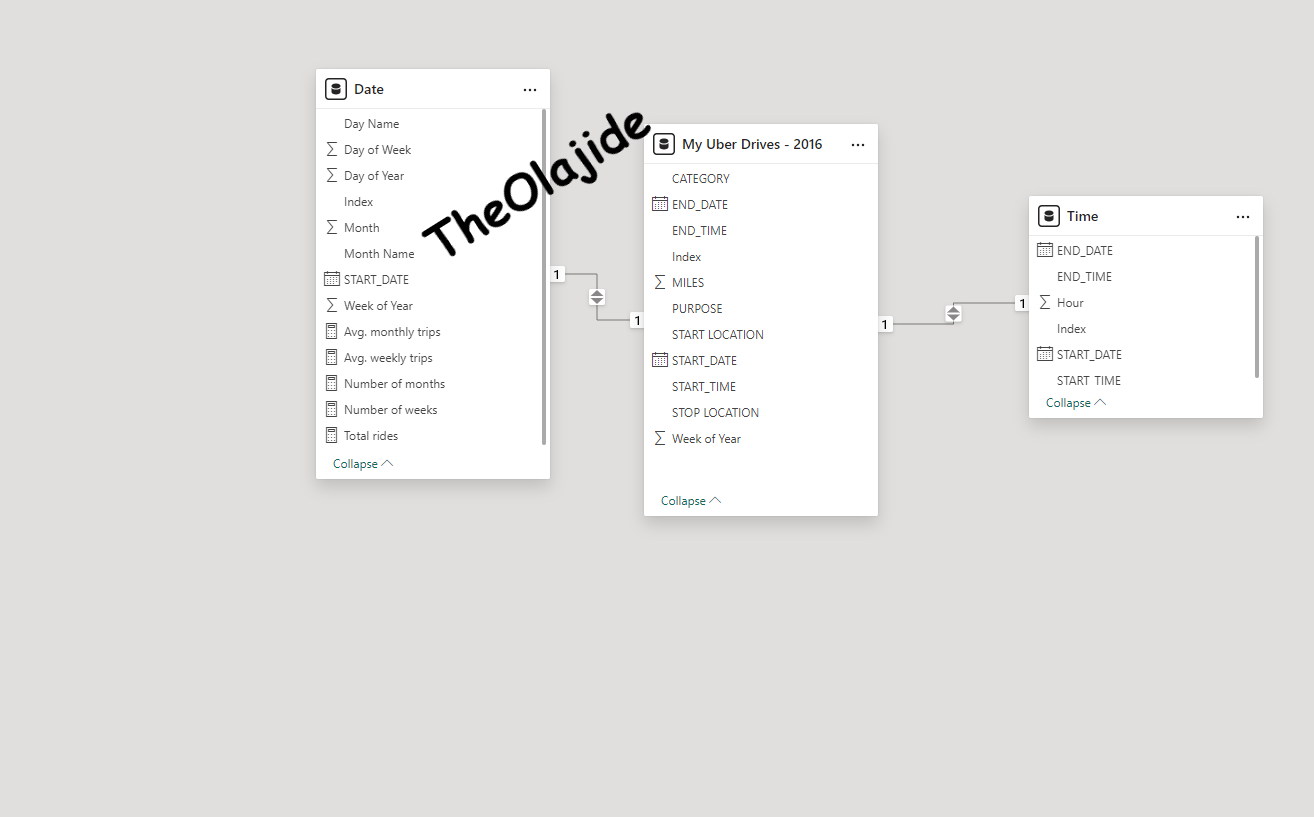 Date
Day Name
Day of Week
Day of Year
Index
Month
Month Name
START_DATE
Week of Year
Avg. monthly trips
Avg. weekly trips
Number of months
Number of weeks
Total rides
Collapse
TheOlajide
1
1
My Uber Drives - 2016
CATEGORY
END_DATE
END_TIME
Index
MILES
PURPOSE
START LOCATION
START_DATE
START_TIME
STOP LOCATION
Week of Year
Collapse
1
1
Time
END_DATE
END_TIME
Hour
Index
START_DATE
START_TIME
Collapse